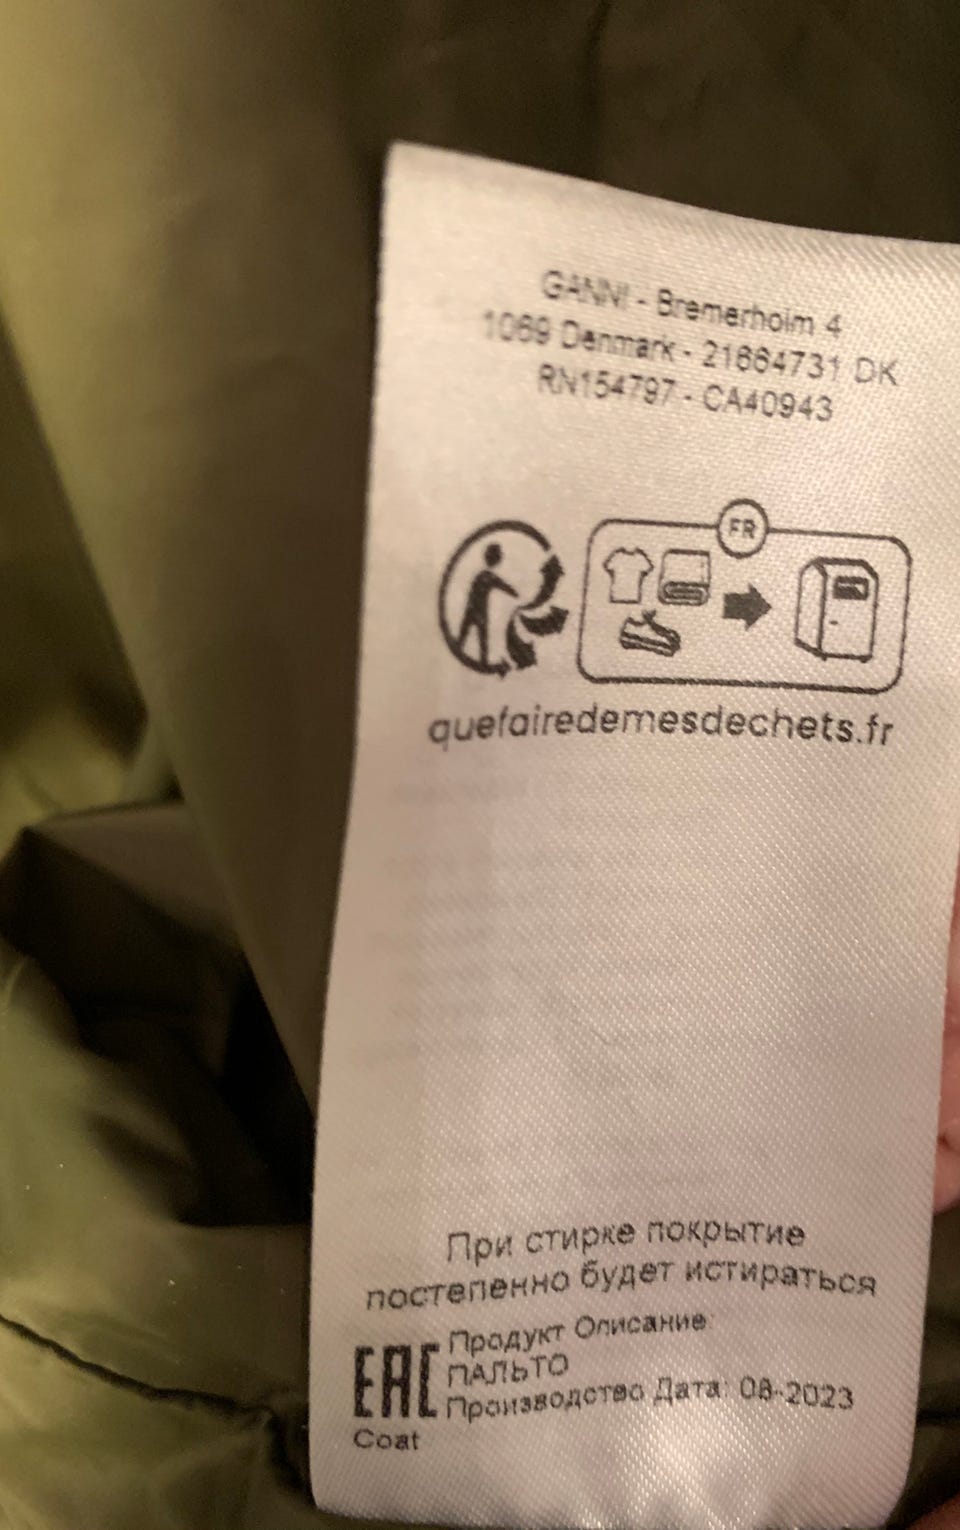 GANNI - Bremerholm 4
1069 Denmark - 21664731 DK
RN154797 - CA40943
FR
quefairedemesdechets.fr
При стирке покрытие
постепенно будет истираться
EAC
Продукт Описание:
ПАЛЬТО
Производство Дата: 08-2023
Coat